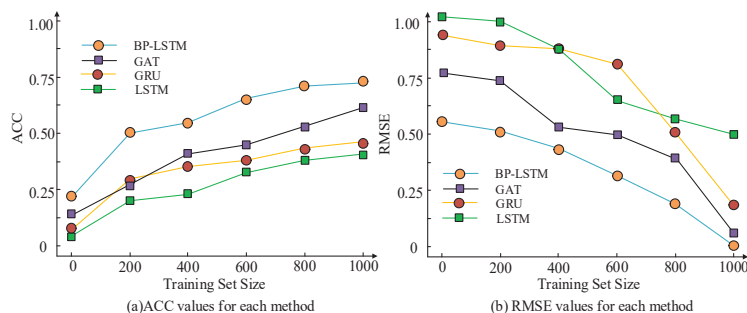 1.00
0.75
0.50
0.25
0
ACC
BP-LSTM
GAT
GRU
LSTM
0 200 400 600 800 1000
Training Set Size
(a)ACC values for each method
1.00
0.75
0.50
0.25
0
RMSE
BP-LSTM
GAT
GRU
LSTM
0 200 400 600 800 1000
Training Set Size
(b) RMSE values for each method